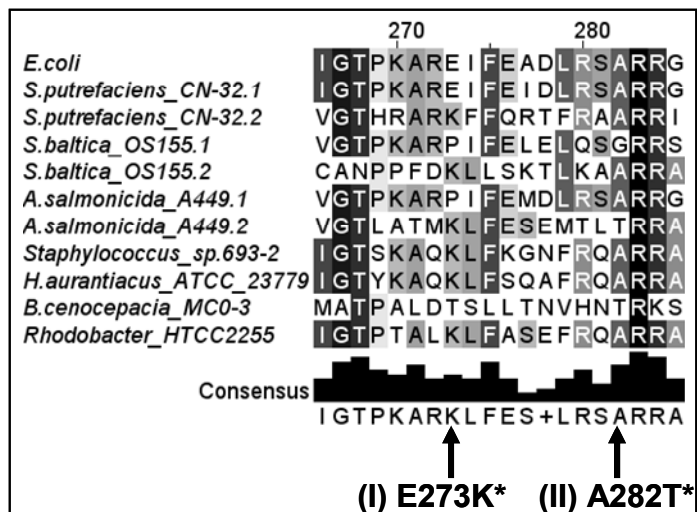 270 280
E.coli IGTPKAREIFEADLRSARRG
S.putrefaciens_CN-32.1 IGTPKAREIFEIDLRSARRG
S.putrefaciens_CN-32.2 VGTHRARKFFQRTFRAARRI
S.baltica_OS155.1 VGTPKARPIFELELQSGRRS
S.baltica_OS155.2 CANPPFDKLLSKTLKAARRA
A.salmonicida_A449.1 VGTPKARPIFEMDLRSARRG
A.salmonicida_A449.2 VGTLATMKLFESEMTLTRRA
Staphylococcus_sp.693-2 IGTSKAQKLFKGNFRQARRA
H.aurantiacus_ATCC_23779 IGTYKAQKLFSQAFRQARRA
B.cenocepacia_MC0-3 MATPALDTSLLTNVHNTRKS
Rhodobacter_HTCC2255 IGTPTALKLFASEFRQARRA
Consensus
IGTPKARKLFES+LRSARRA
(I) E273K* (II) A282T*